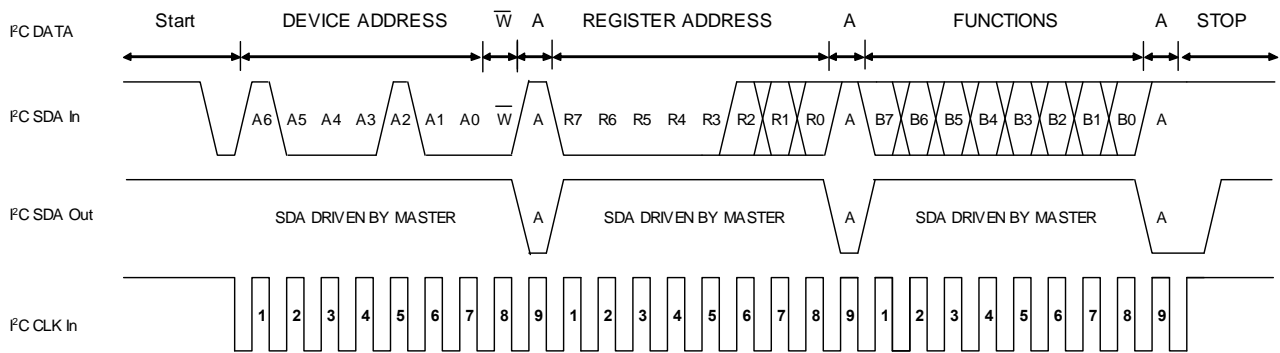 I²C DATA Start DEVICE ADDRESS W̅ A REGISTER ADDRESS A FUNCTIONS A STOP
I²C SDA In A6 A5 A4 A3 A2 A1 A0 W̅ A R7 R6 R5 R4 R3 R2 R1 R0 A B7 B6 B5 B4 B3 B2 B1 B0 A
I²C SDA Out SDA DRIVEN BY MASTER A SDA DRIVEN BY MASTER A SDA DRIVEN BY MASTER A
I²C CLK In 1 2 3 4 5 6 7 8 9 1 2 3 4 5 6 7 8 9 1 2 3 4 5 6 7 8 9